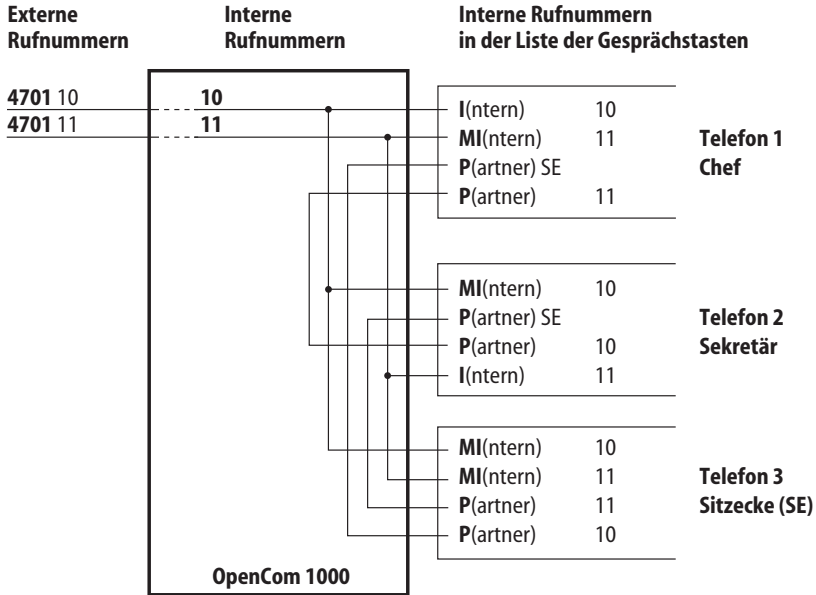 Externe Rufnummern
Interne Rufnummern
Interne Rufnummern in der Liste der Gesprächstasten
4701 10
10
4701 11
11
I(ntern) 10
MI(ntern) 11
P(artner) SE
P(artner) 11
Telefon 1
Chef
MI(ntern) 10
P(artner) SE
P(artner) 10
I(ntern) 11
Telefon 2
Sekretär
MI(ntern) 10
MI(ntern) 11
P(artner) 11
P(artner) 10
Telefon 3
Sitzecke (SE)
OpenCom 1000